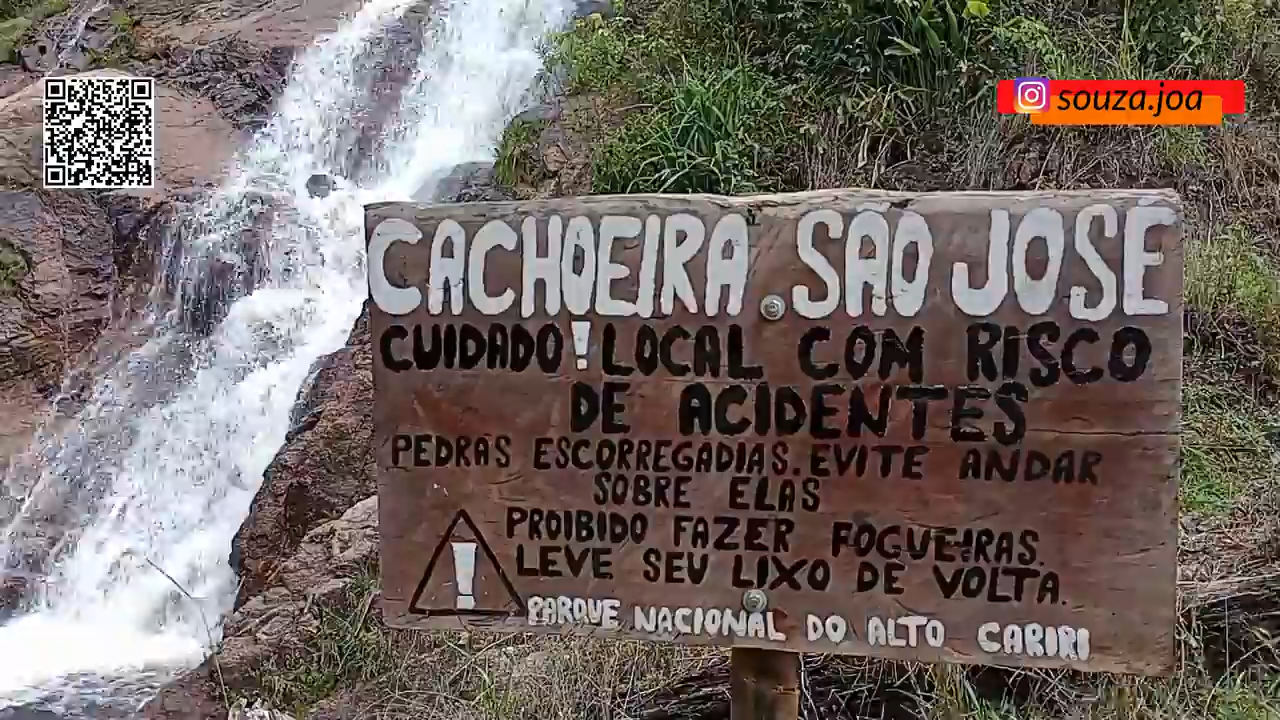 souza.joa
CACHOEIRA SÃO JOSÉ
CUIDADO! LOCAL COM RISCO
DE ACIDENTES
PEDRAS ESCORREGADIAS. EVITE ANDAR
SOBRE ELAS
PROIBIDO FAZER FOGUEIRAS.
LEVE SEU LIXO DE VOLTA.
!
PARQUE NACIONAL DO ALTO CARIRI